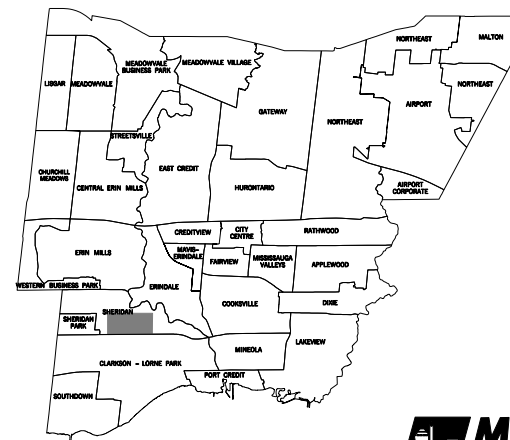 NORTHEAST
MALTON
MEADOWVALE
BUSINESS PARK
MEADOWVALE VILLAGE
LISGAR
MEADOWVALE
NORTHEAST
GATEWAY
AIRPORT
NORTHEAST
STREETSVILLE
EAST CREDIT
CHURCHILL
MEADOWS
CENTRAL ERIN MILLS
HURONTARIO
AIRPORT
CORPORATE
CREDITVIEW
CITY
CENTRE
RATHWOOD
ERIN MILLS
MAVIS-
ERINDALE
FAIRVIEW
MISSISSAUGA
VALLEYS
APPLEWOOD
WESTERN BUSINESS PARK
ERINDALE
COOKSVILLE
DIXIE
SHERIDAN
SHERIDAN
PARK
LAKEVIEW
MINEOLA
CLARKSON - LORNE PARK
PORT CREDIT
SOUTHDOWN
M